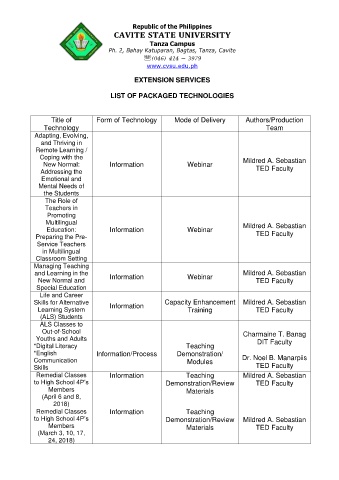 Republic of the Philippines
CAVITE STATE UNIVERSITY
Tanza Campus
Ph. 2, Bahay Katuparan, Bagtas, Tanza, Cavite
☏(046) 414 – 3979
www.cvsu.edu.ph
EXTENSION SERVICES
LIST OF PACKAGED TECHNOLOGIES
Title of
Technology
Form of Technology
Mode of Delivery
Authors/Production
Team
Adapting, Evolving,
and Thriving in
Remote Learning /
Coping with the
New Normal:
Addressing the
Emotional and
Mental Needs of
the Students
Information
Webinar
Mildred A. Sebastian
TED Faculty
The Role of
Teachers in
Promoting
Multilingual
Education:
Preparing the Pre-
Service Teachers
in Multilingual
Classroom Setting
Information
Webinar
Mildred A. Sebastian
TED Faculty
Managing Teaching
and Learning in the
New Normal and
Special Education
Information
Webinar
Mildred A. Sebastian
TED Faculty
Life and Career
Skills for Alternative
Learning System
(ALS) Students
Information
Capacity Enhancement
Training
Mildred A. Sebastian
TED Faculty
ALS Classes to
Out-of-School
Youths and Adults
*Digital Literacy
*English
Communication
Skills
Information/Process
Teaching
Demonstration/
Modules
Charmaine T. Banag
DIT Faculty
Dr. Noel B. Manarpiis
TED Faculty
Remedial Classes
to High School 4P's
Members
(April 6 and 8,
2018)
Information
Teaching
Demonstration/Review
Materials
Mildred A. Sebastian
TED Faculty
Remedial Classes
to High School 4P's
Members
(March 3, 10, 17,
24, 2018)
Information
Teaching
Demonstration/Review
Materials
Mildred A. Sebastian
TED Faculty